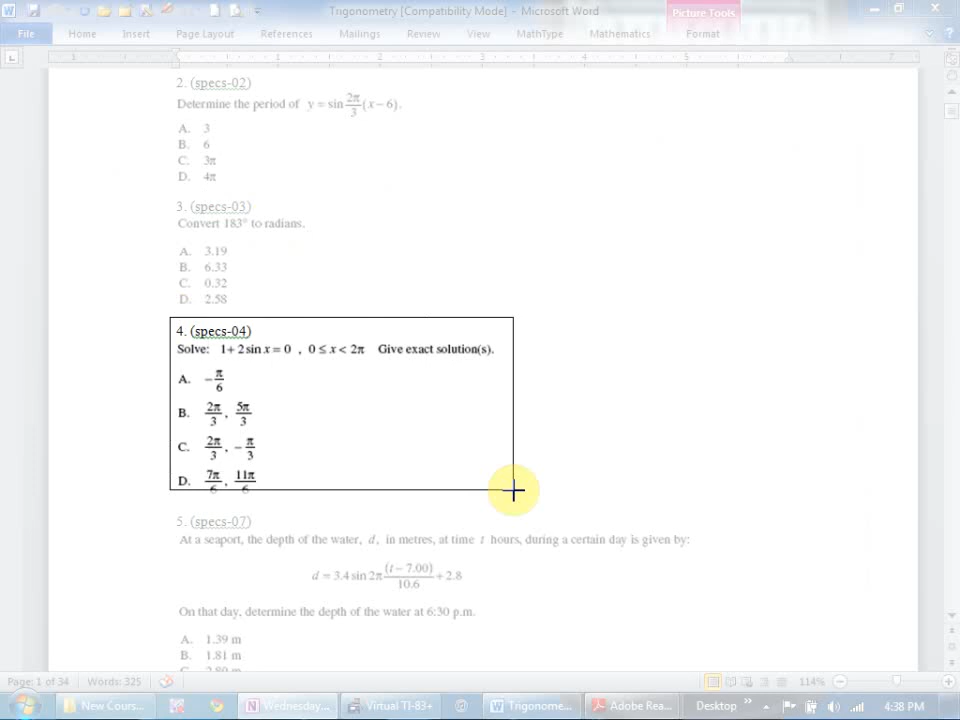 Trigonometry [Compatibility Mode] - Microsoft Word
Picture Tools
File Home Insert Page Layout References Mailings Review View MathType Mathematics Format
2. (specs-02)
Determine the period of y = sin 2π/3 (x − 6).
A. 3
B. 6
C. 3π
D. 4π
3. (specs-03)
Convert 183° to radians.
A. 3.19
B. 6.33
C. 0.32
D. 2.58
4. (specs-04)
Solve: 1+2 sin x = 0 , 0 ≤ x < 2π Give exact solution(s).
A. −π/6
B. 2π/3 , 5π/3
C. 2π/3 , −π/3
D. 7π/6 , 11π/6
5. (specs-07)
At a seaport, the depth of the water, d, in metres, at time t hours, during a certain day is given by:
d = 3.4 sin 2π (t − 7.00)/10.6 + 2.8
On that day, determine the depth of the water at 6:30 p.m.
A. 1.39 m
B. 1.81 m
Page: 1 of 34 Words: 325 114%
New Cours... Wednesday,... Virtual TI-83+ Trigonome... Adobe Rea... Desktop 4:38 PM